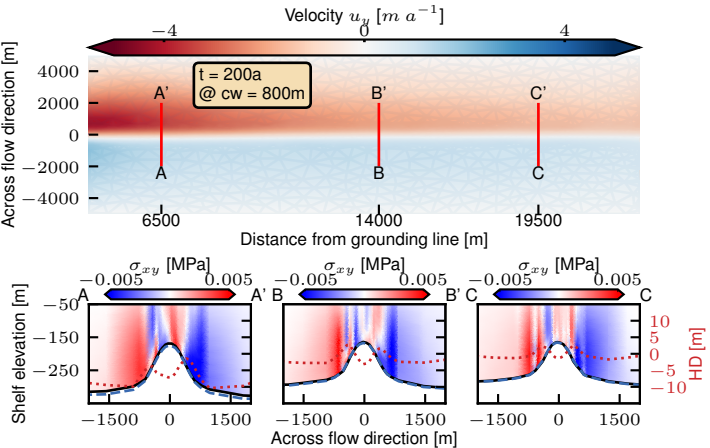 Velocity u_y [m a⁻¹]
−4 0 4
Across flow direction [m]
4000
2000
0
−2000
−4000
t = 200a
@ cw = 800m
A' B' C'
A B C
6500 14000 19500
Distance from grounding line [m]
σ_xy [MPa] σ_xy [MPa] σ_xy [MPa]
−0.005 0.005 −0.005 0.005 −0.005 0.005
A A' B B' C C
Shelf elevation [m]
−50
−150
−250
10
5
0
−5
−10
HD [m]
−1500 0 1500 −1500 0 1500 −1500 0 1500
Across flow direction [m]